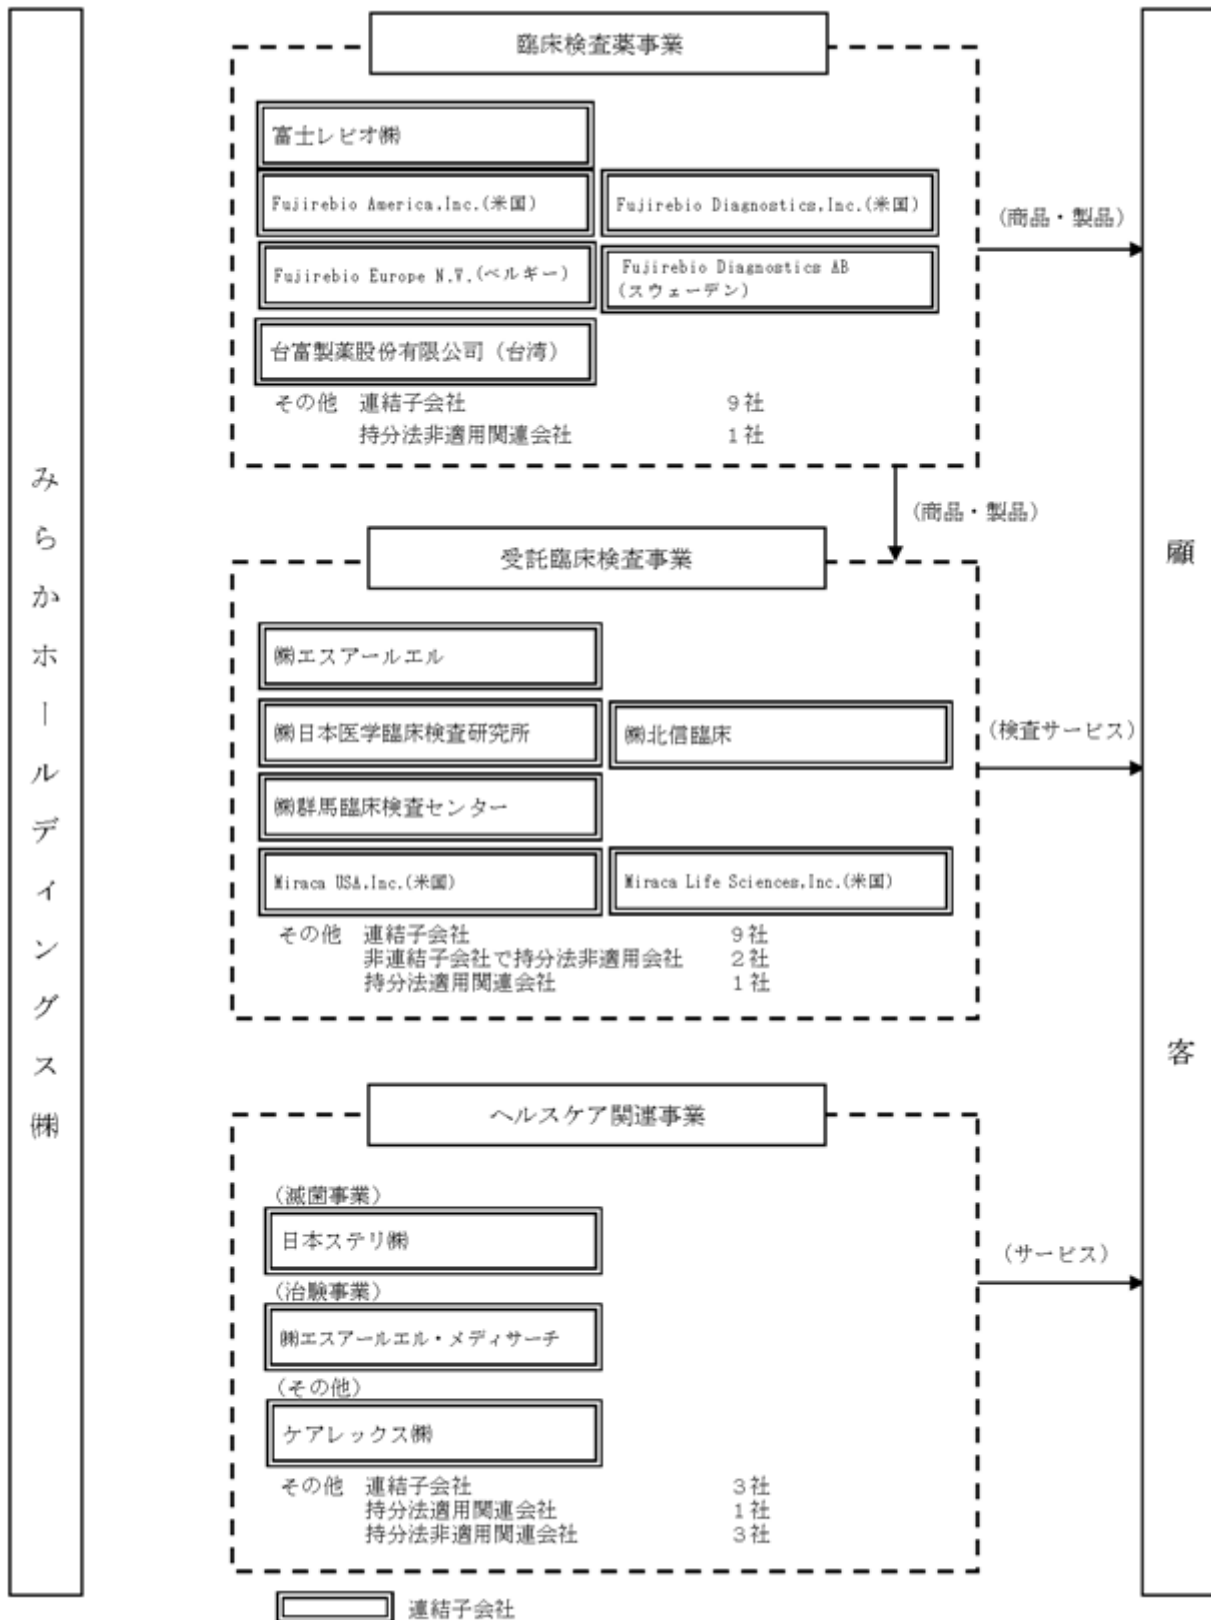 みらかホールディングス㈱
臨床検査薬事業
富士レビオ㈱
Fujirebio America,Inc.(米国)
Fujirebio Diagnostics,Inc.(米国)
Fujirebio Europe N.V.(ベルギー)
Fujirebio Diagnostics AB
(スウェーデン)
台富製薬股份有限公司（台湾）
その他 連結子会社 9社
持分法非適用関連会社 1社
(商品・製品)
(商品・製品)
受託臨床検査事業
㈱エスアールエル
㈱日本医学臨床検査研究所
㈱北信臨床
㈱群馬臨床検査センター
Miraca USA,Inc.(米国)
Miraca Life Sciences,Inc.(米国)
その他 連結子会社 9社
非連結子会社で持分法非適用会社 2社
持分法適用関連会社 1社
(検査サービス)
ヘルスケア関連事業
(滅菌事業)
日本ステリ㈱
(治験事業)
㈱エスアールエル・メディサーチ
(その他)
ケアレックス㈱
その他 連結子会社 3社
持分法適用関連会社 1社
持分法非適用関連会社 3社
(サービス)
顧客
連結子会社